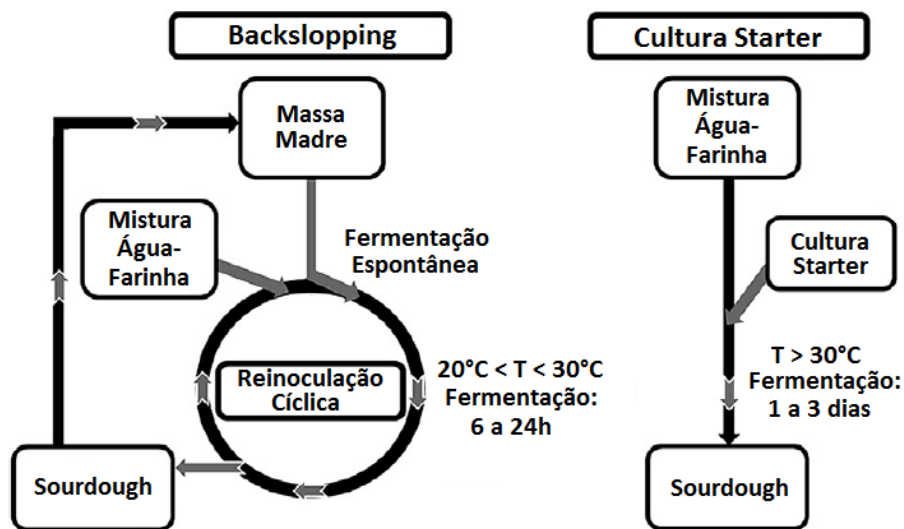 Backslopping
Massa
Madre
Mistura
Água-
Farinha
Fermentação
Espontânea
Reinoculação
Cíclica
20°C < T < 30°C
Fermentação:
6 a 24h
Sourdough
Cultura Starter
Mistura
Água-
Farinha
Cultura
Starter
T > 30°C
Fermentação:
1 a 3 dias
Sourdough